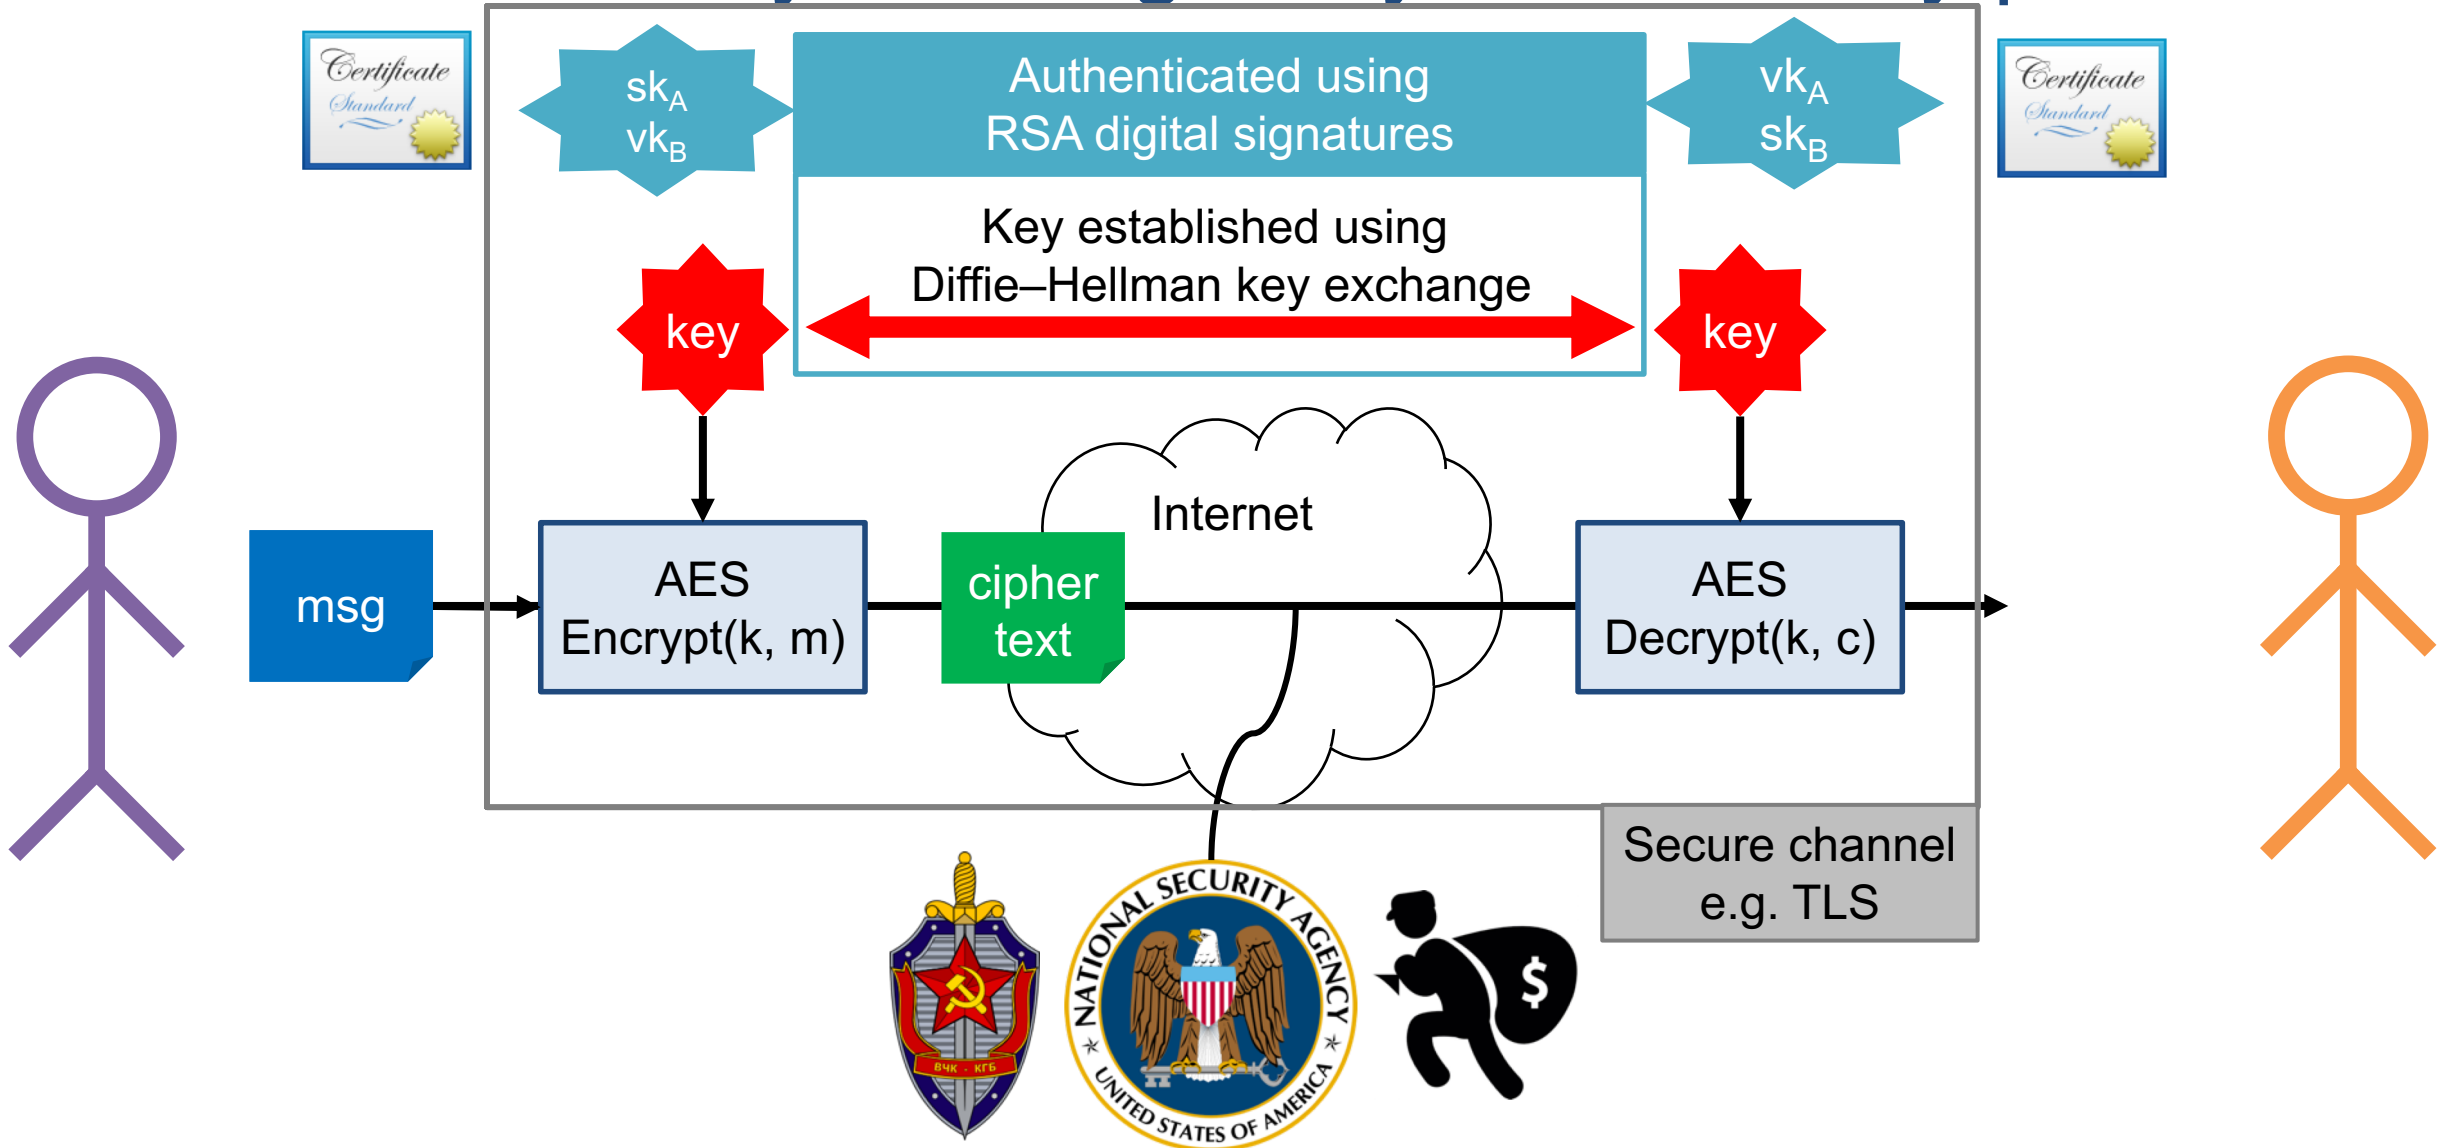 Certificate
Standard
sk_A
vk_B
Authenticated using
RSA digital signatures
vk_A
sk_B
Certificate
Standard
Key established using
Diffie–Hellman key exchange
key
key
Internet
msg
AES
Encrypt(k, m)
cipher
text
AES
Decrypt(k, c)
Secure channel
e.g. TLS
NATIONAL SECURITY AGENCY
UNITED STATES OF AMERICA
ВЧК · КГБ
$